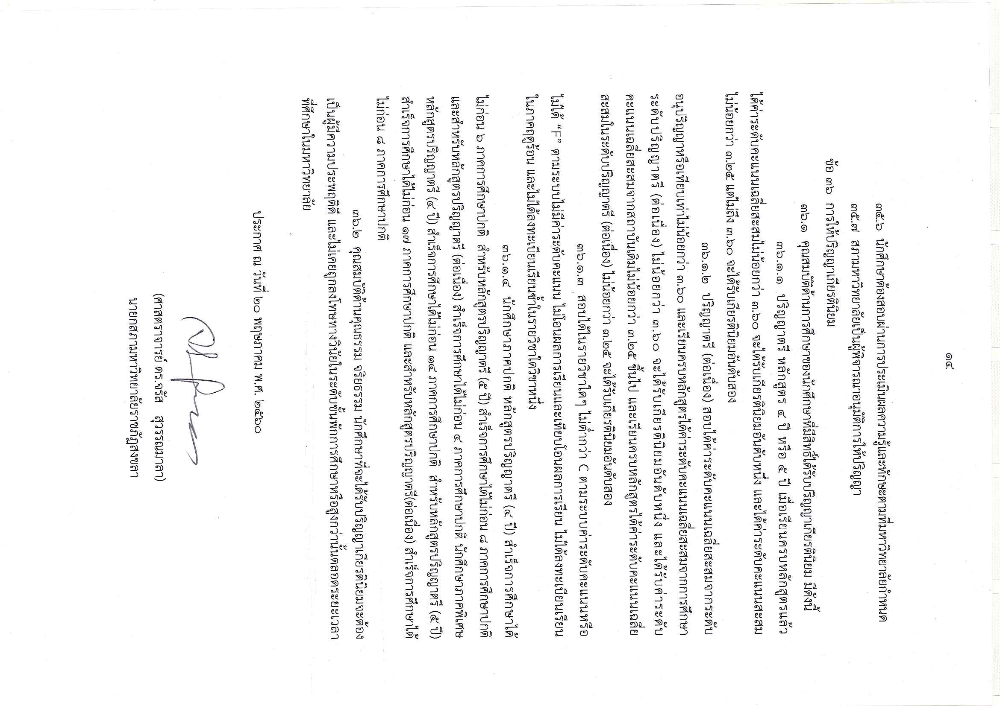 ๑๔
๓๕.๖ นักศึกษาต้องสอบผ่านการประเมินผลความรู้และทักษะตามที่มหาวิทยาลัยกำหนด
๓๕.๗ สภามหาวิทยาลัยเป็นผู้พิจารณาอนุมัติการให้ปริญญา
ข้อ ๓๖ การให้ปริญญาเกียรตินิยม
๓๖.๑ คุณสมบัติด้านการศึกษาของนักศึกษาที่มีสิทธิ์ได้รับปริญญาเกียรตินิยม มีดังนี้
๓๖.๑.๑ ปริญญาตรี หลักสูตร ๔ ปี หรือ ๕ ปี เมื่อเรียนครบหลักสูตรแล้ว
ได้ค่าระดับคะแนนเฉลี่ยสะสมไม่น้อยกว่า ๓.๖๐ จะได้รับเกียรตินิยมอันดับหนึ่ง และได้ค่าระดับคะแนนสะสม
ไม่น้อยกว่า ๓.๒๕ แต่ไม่ถึง ๓.๖๐ จะได้รับเกียรตินิยมอันดับสอง
๓๖.๑.๒ ปริญญาตรี (ต่อเนื่อง) สอบได้ค่าระดับคะแนนเฉลี่ยสะสมจากระดับ
อนุปริญญาหรือเทียบเท่าไม่น้อยกว่า ๓.๖๐ และเรียนครบหลักสูตรได้ค่าระดับคะแนนเฉลี่ยสะสมจากการศึกษา
ระดับปริญญาตรี (ต่อเนื่อง) ไม่น้อยกว่า ๓.๖๐ จะได้รับเกียรตินิยมอันดับหนึ่ง และได้รับค่าระดับ
คะแนนเฉลี่ยสะสมจากสถาบันเดิมไม่น้อยกว่า ๓.๒๕ ขึ้นไป และเรียนครบหลักสูตรได้ค่าระดับคะแนนเฉลี่ย
สะสมในระดับปริญญาตรี (ต่อเนื่อง) ไม่น้อยกว่า ๓.๒๕ จะได้รับเกียรตินิยมอันดับสอง
๓๖.๑.๓ สอบได้ในรายวิชาใดๆ ไม่ต่ำกว่า C ตามระบบค่าระดับคะแนนหรือ
ไม่ได้ “F” ตามระบบไม่มีค่าระดับคะแนน ไม่โอนผลการเรียนและเทียบโอนผลการเรียน ไม่ได้ลงทะเบียนเรียน
ในภาคฤดูร้อน และไม่ได้ลงทะเบียนเรียนซ้ำในรายวิชาใดวิชาหนึ่ง
๓๖.๑.๔ นักศึกษาภาคปกติ หลักสูตรปริญญาตรี (๔ ปี) สำเร็จการศึกษาได้
ไม่ก่อน ๖ ภาคการศึกษาปกติ สำหรับหลักสูตรปริญญาตรี (๕ ปี) สำเร็จการศึกษาได้ไม่ก่อน ๘ ภาคการศึกษาปกติ
และสำหรับหลักสูตรปริญญาตรี (ต่อเนื่อง) สำเร็จการศึกษาได้ไม่ก่อน ๔ ภาคการศึกษาปกติ นักศึกษาภาคพิเศษ
หลักสูตรปริญญาตรี (๔ ปี) สำเร็จการศึกษาได้ไม่ก่อน ๑๔ ภาคการศึกษาปกติ สำหรับหลักสูตรปริญญาตรี (๕ ปี)
สำเร็จการศึกษาได้ไม่ก่อน ๑๗ ภาคการศึกษาปกติ และสำหรับหลักสูตรปริญญาตรี(ต่อเนื่อง) สำเร็จการศึกษาได้
ไม่ก่อน ๘ ภาคการศึกษาปกติ
๓๖.๒ คุณสมบัติด้านคุณธรรม จริยธรรม นักศึกษาที่จะได้รับปริญญาเกียรตินิยมจะต้อง
เป็นผู้มีความประพฤติดี และไม่เคยถูกลงโทษทางวินัยในระดับขั้นพักการศึกษาหรือสูงกว่านั้นตลอดระยะเวลา
ที่ศึกษาในมหาวิทยาลัย
ประกาศ ณ วันที่ ๒๐ พฤษภาคม พ.ศ. ๒๕๖๐
(ศาสตราจารย์ ดร.จรัส สุวรรณมาลา)
นายกสภามหาวิทยาลัยราชภัฏสงขลา